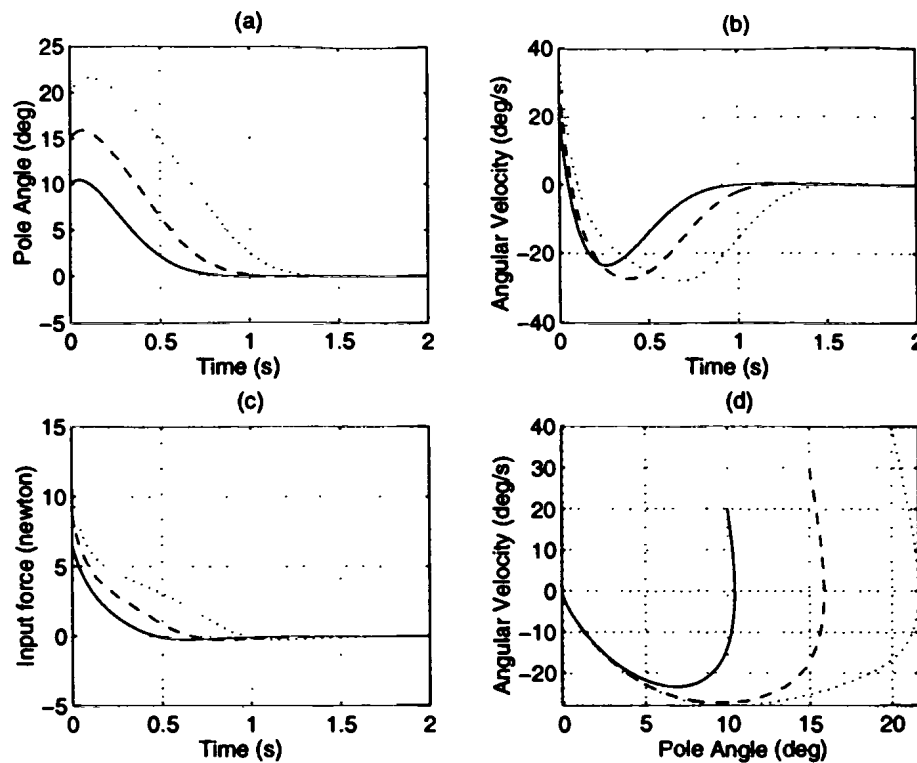 (a)
25
20
15
10
5
0
−5
Pole Angle (deg)
0 0.5 1 1.5 2
Time (s)
(b)
40
20
0
−20
−40
Angular Velocity (deg/s)
0 0.5 1 1.5 2
Time (s)
(c)
15
10
5
0
−5
Input force (newton)
0 0.5 1 1.5 2
Time (s)
(d)
40
30
20
10
0
−10
−20
Angular Velocity (deg/s)
0 5 10 15 20
Pole Angle (deg)